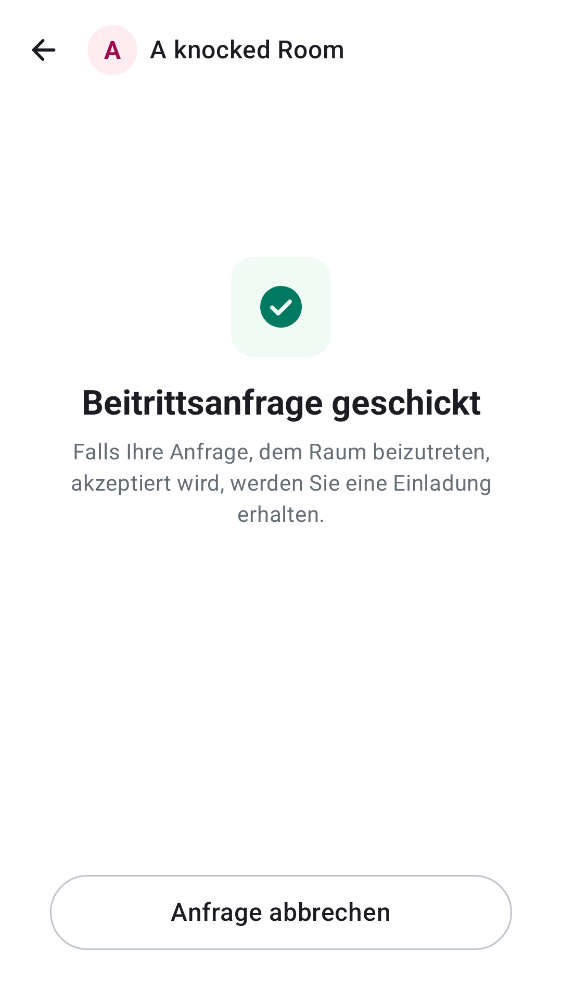 A A knocked Room
Beitrittsanfrage geschickt
Falls Ihre Anfrage, dem Raum beizutreten,
akzeptiert wird, werden Sie eine Einladung
erhalten.
Anfrage abbrechen